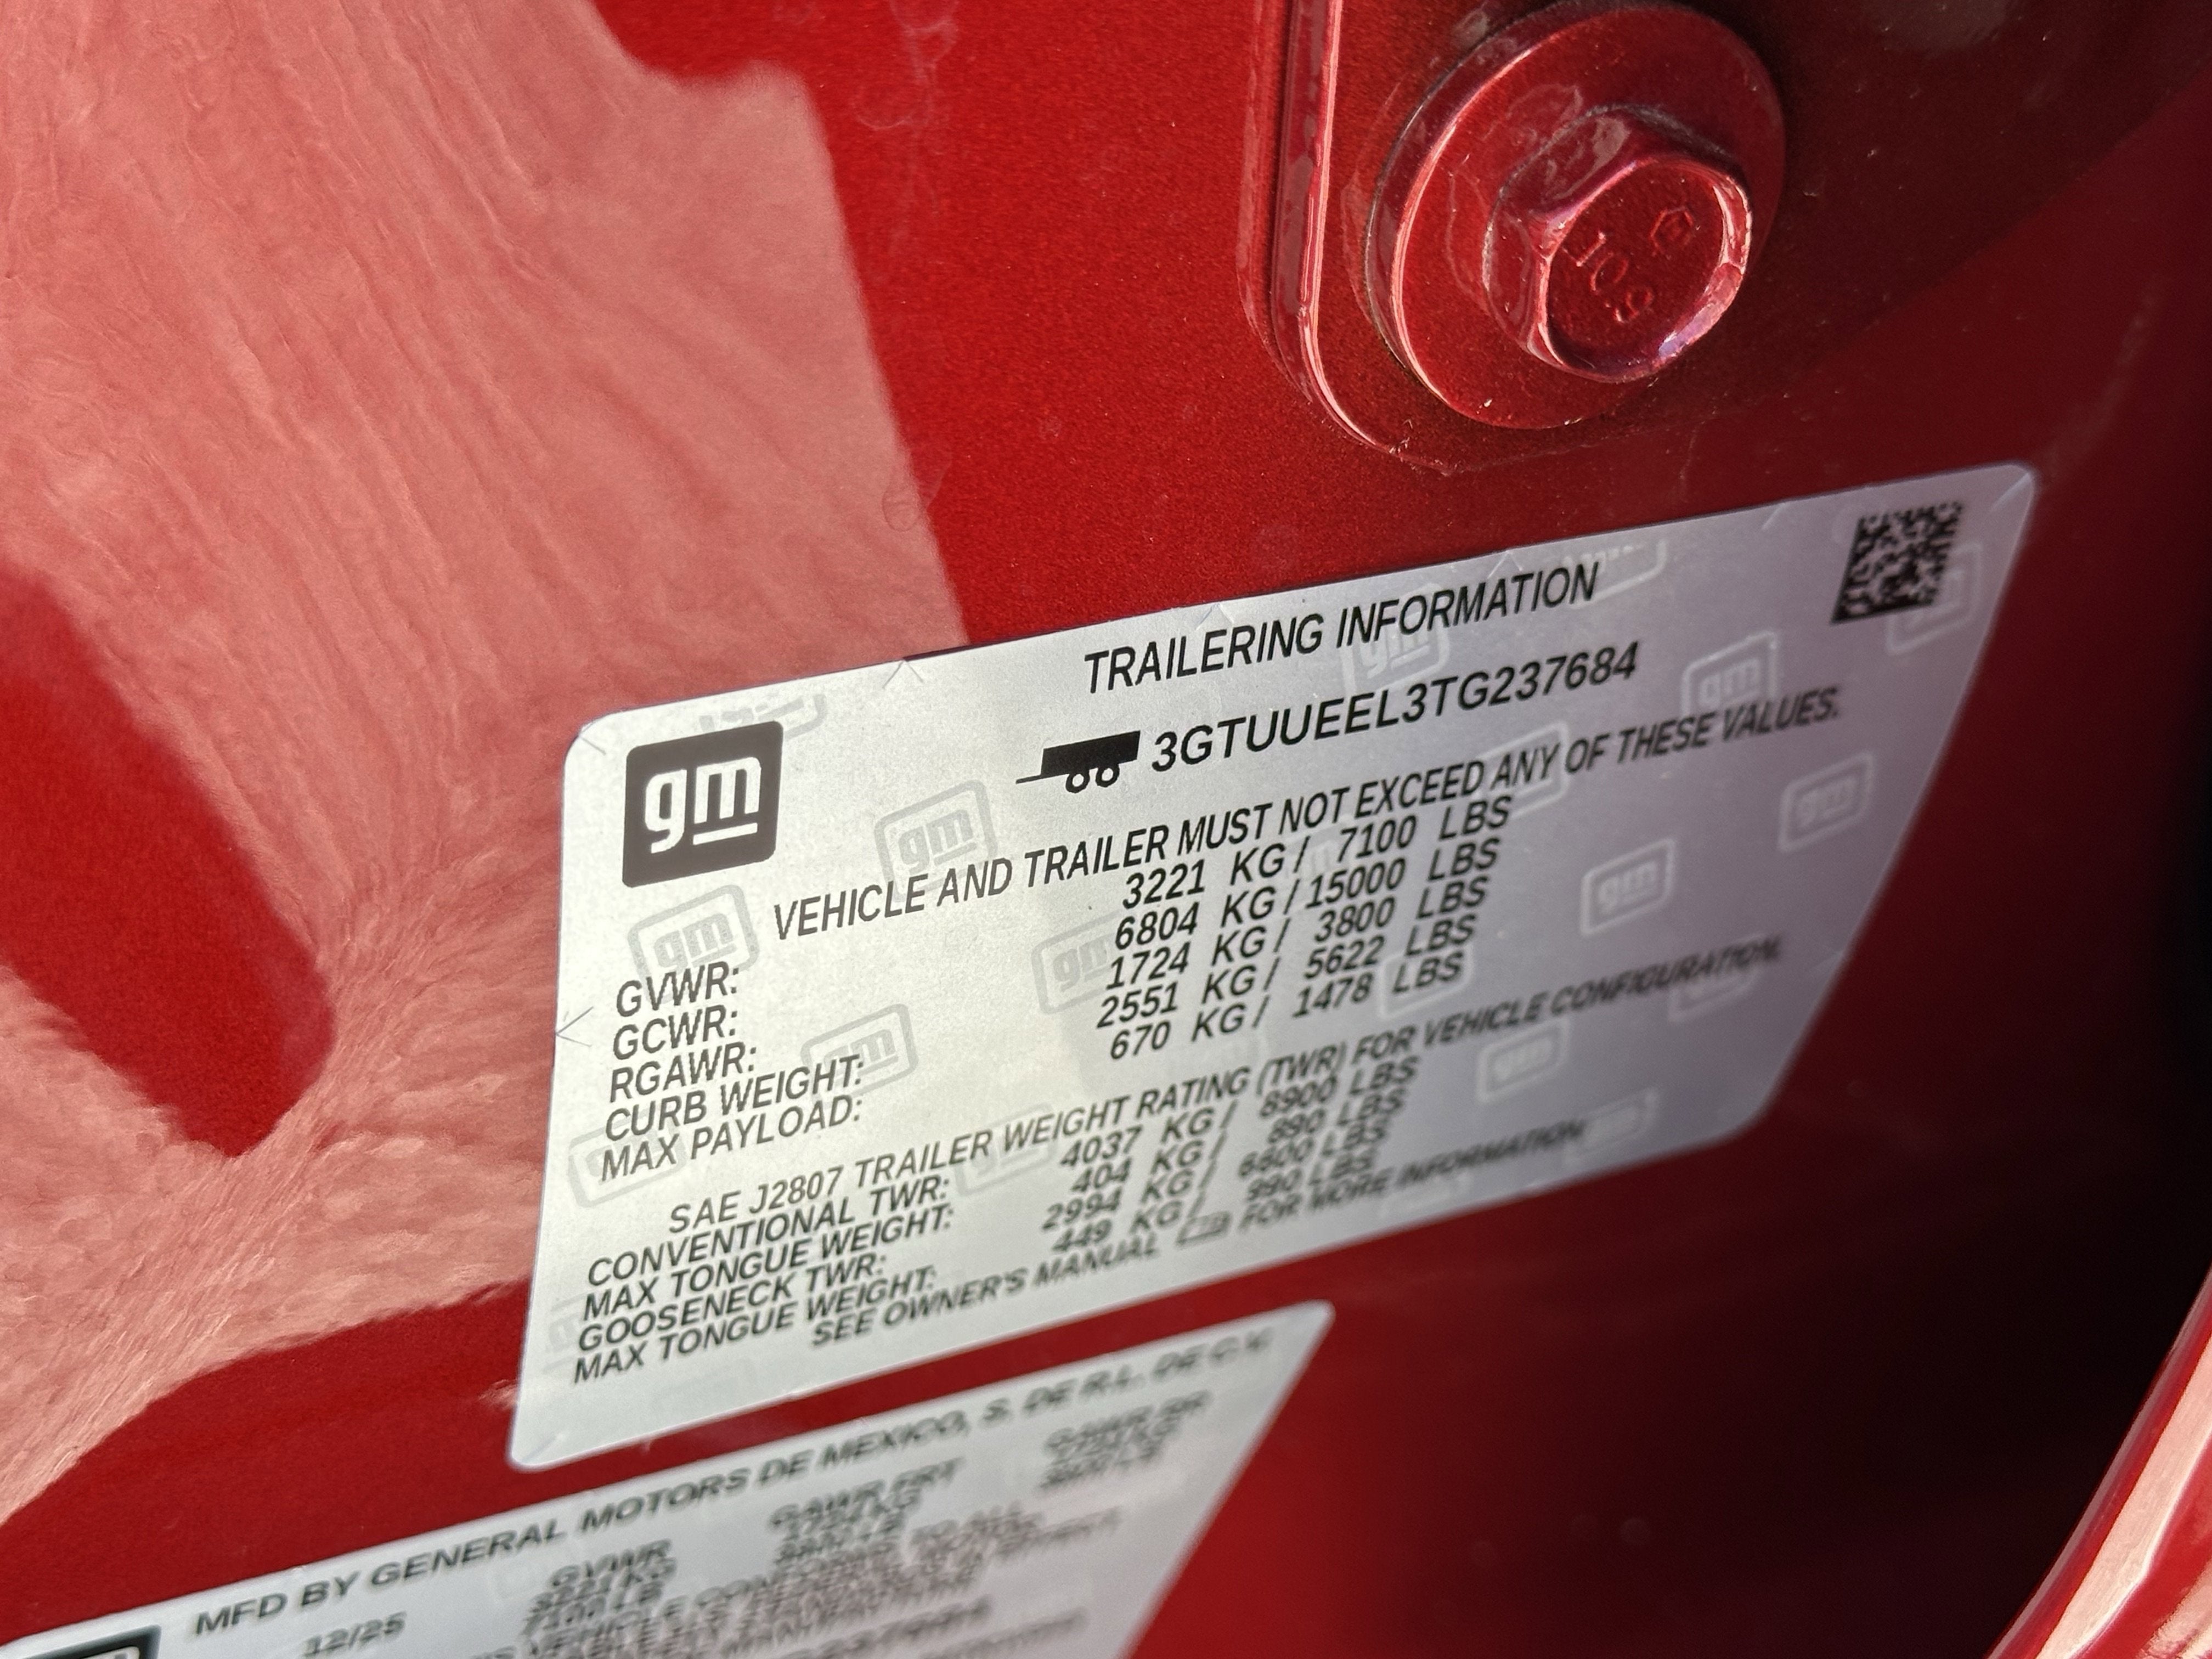 10.9
TRAILERING INFORMATION
gm
3GTUUEEL3TG237684
VEHICLE AND TRAILER MUST NOT EXCEED ANY OF THESE VALUES.
GVWR: 3221 KG / 7100 LBS
GCWR: 6804 KG / 15000 LBS
RGAWR: 1724 KG / 3800 LBS
CURB WEIGHT: 2551 KG / 5622 LBS
MAX PAYLOAD: 670 KG / 1478 LBS
SAE J2807 TRAILER WEIGHT RATING (TWR) FOR VEHICLE CONFIGURATION.
CONVENTIONAL TWR: 4037 KG / 8900 LBS
MAX TONGUE WEIGHT: 404 KG / 890 LBS
GOOSENECK TWR: 2994 KG / 6600 LBS
MAX TONGUE WEIGHT: 449 KG / 990 LBS
SEE OWNER'S MANUAL FOR MORE INFORMATION
MFD BY GENERAL MOTORS DE MEXICO, S. DE R.L. DE C.V.
12/25 GVWR GAWR FRT GAWR RR